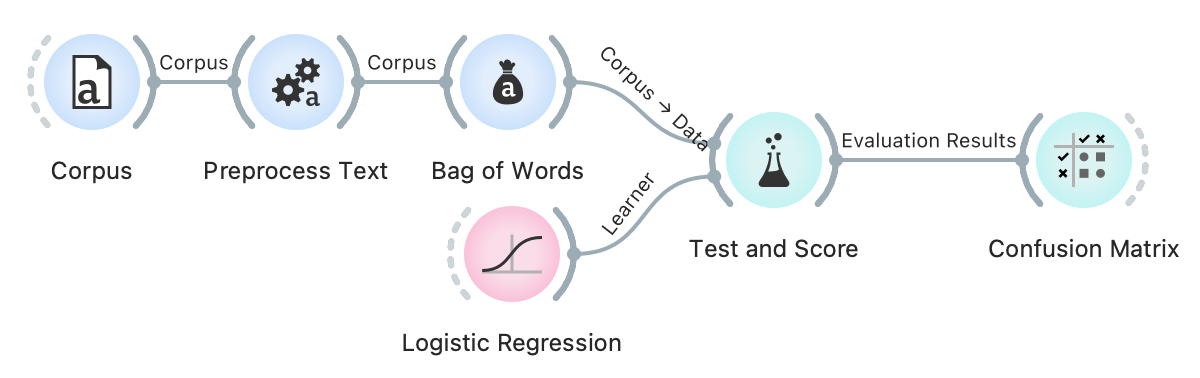 Corpus
Corpus
Corpus → Data
Evaluation Results
Corpus
Preprocess Text
Bag of Words
Learner
Test and Score
Confusion Matrix
Logistic Regression
a
a
a